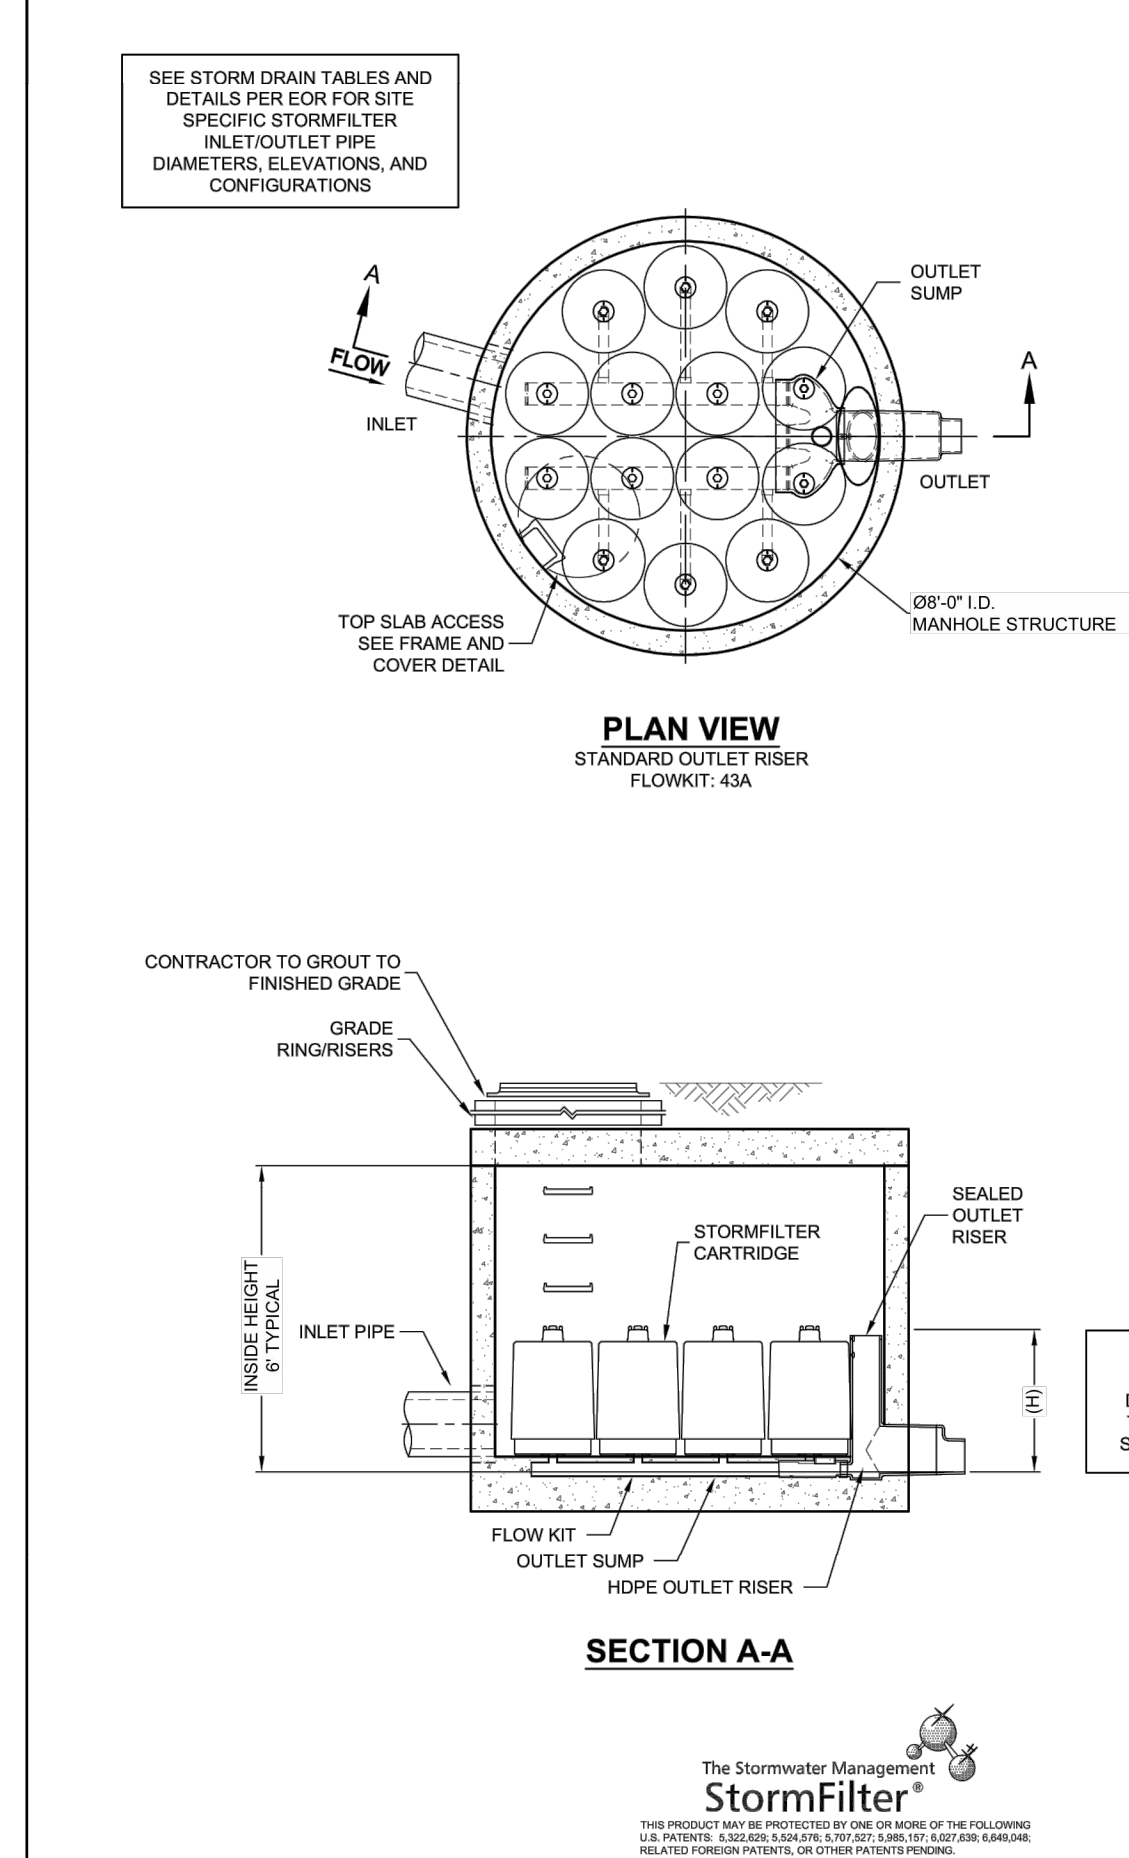 SEE STORM DRAIN TABLES AND
DETAILS PER EOR FOR SITE
SPECIFIC STORMFILTER
INLET/OUTLET PIPE
DIAMETERS, ELEVATIONS, AND
CONFIGURATIONS
A
FLOW
INLET
OUTLET
SUMP
A
OUTLET
Ø8'-0" I.D.
MANHOLE STRUCTURE
TOP SLAB ACCESS
SEE FRAME AND
COVER DETAIL
PLAN VIEW
STANDARD OUTLET RISER
FLOWKIT: 43A
CONTRACTOR TO GROUT TO
FINISHED GRADE
GRADE
RING/RISERS
SEALED
OUTLET
RISER
STORMFILTER
CARTRIDGE
INSIDE HEIGHT
6' TYPICAL
INLET PIPE
(H)
S
FLOW KIT
OUTLET SUMP
HDPE OUTLET RISER
SECTION A-A
The Stormwater Management
StormFilter®
THIS PRODUCT MAY BE PROTECTED BY ONE OR MORE OF THE FOLLOWING
U.S. PATENTS: 5,322,629; 5,524,576; 5,707,527; 5,985,157; 6,027,639; 6,649,048;
RELATED FOREIGN PATENTS, OR OTHER PATENTS PENDING.